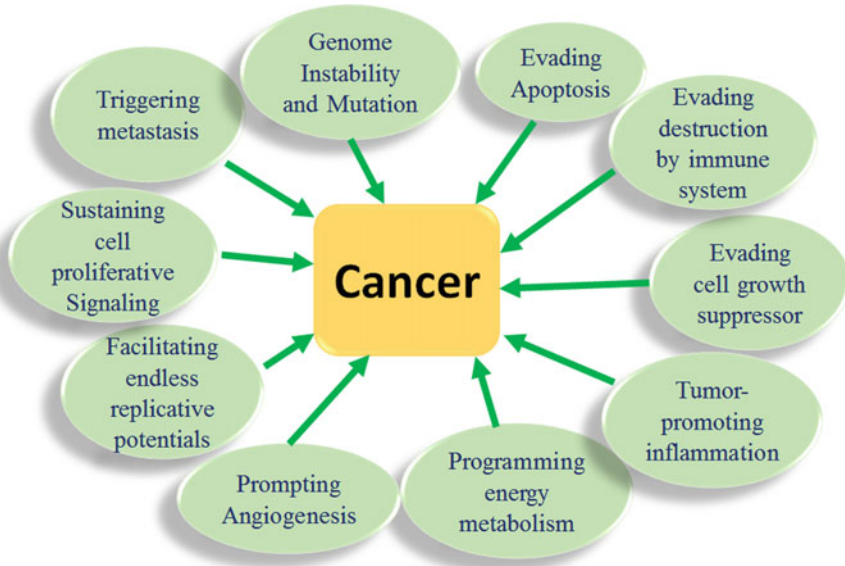 Genome
Instability
and Mutation
Evading
Apoptosis
Evading
destruction
by immune
system
Evading
cell growth
suppressor
Tumor-
promoting
inflammation
Programming
energy
metabolism
Prompting
Angiogenesis
Facilitating
endless
replicative
potentials
Sustaining
cell
proliferative
Signaling
Triggering
metastasis
Cancer